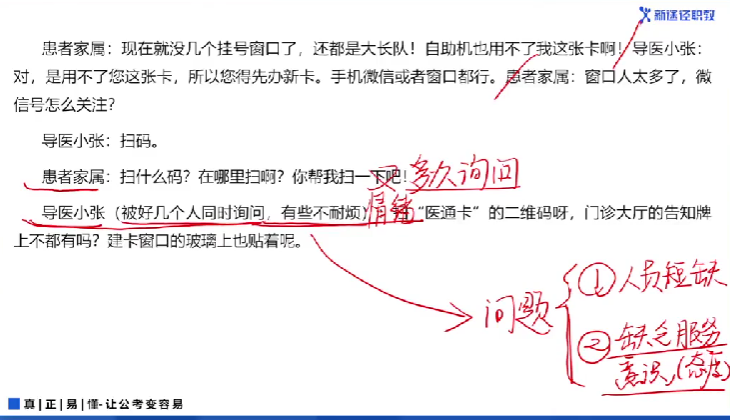 新途径职教
患者家属：现在就没几个挂号窗口了，还都是大长队！自助机也用不了我这张卡啊！导医小张：
对，是用不了您这张卡，所以您得先办新卡。手机微信或者窗口都行。患者家属：窗口人太多了，微
信号怎么关注？
导医小张：扫码。
患者家属：扫什么码？在哪里扫啊？你帮我扫一下吧！
多久询问
导医小张（被好几个人同时询问，有些不耐烦）“医通卡”的二维码呀，门诊大厅的告知牌
情绪
上不都有吗？建卡窗口的玻璃上也贴着呢。
问题
①人员短缺
②缺乏服务
意识，(态度)
真|正|易|懂-让公考变容易